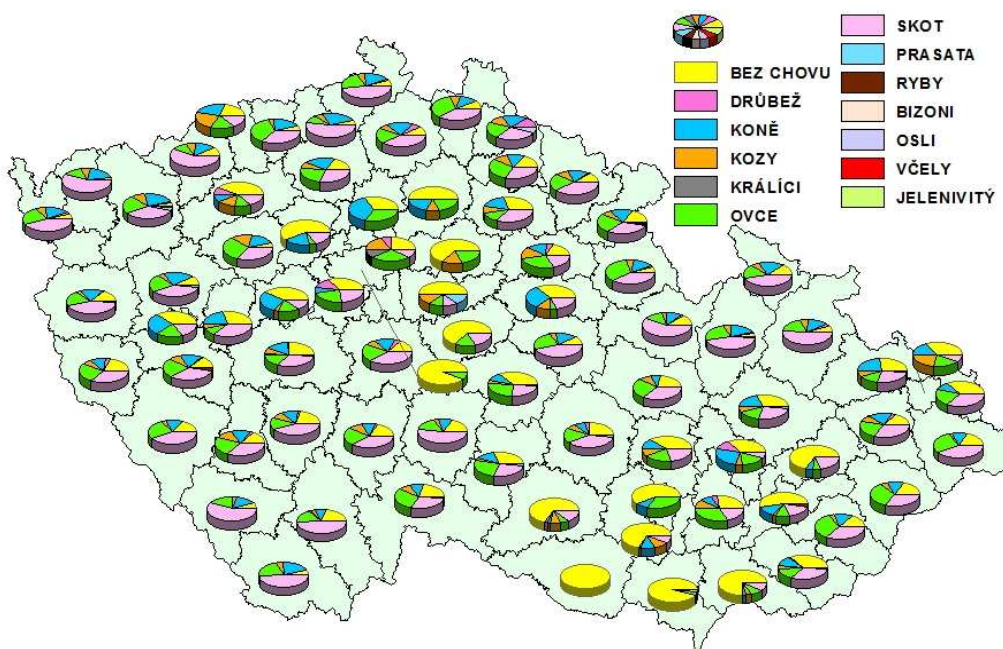 BEZ CHOVU
DRŮBEŽ
KONĚ
KOZY
KRÁLÍCI
OVCE
SKOT
PRASATA
RYBY
BIZONI
OSLI
VČELY
JELENIVITÝ